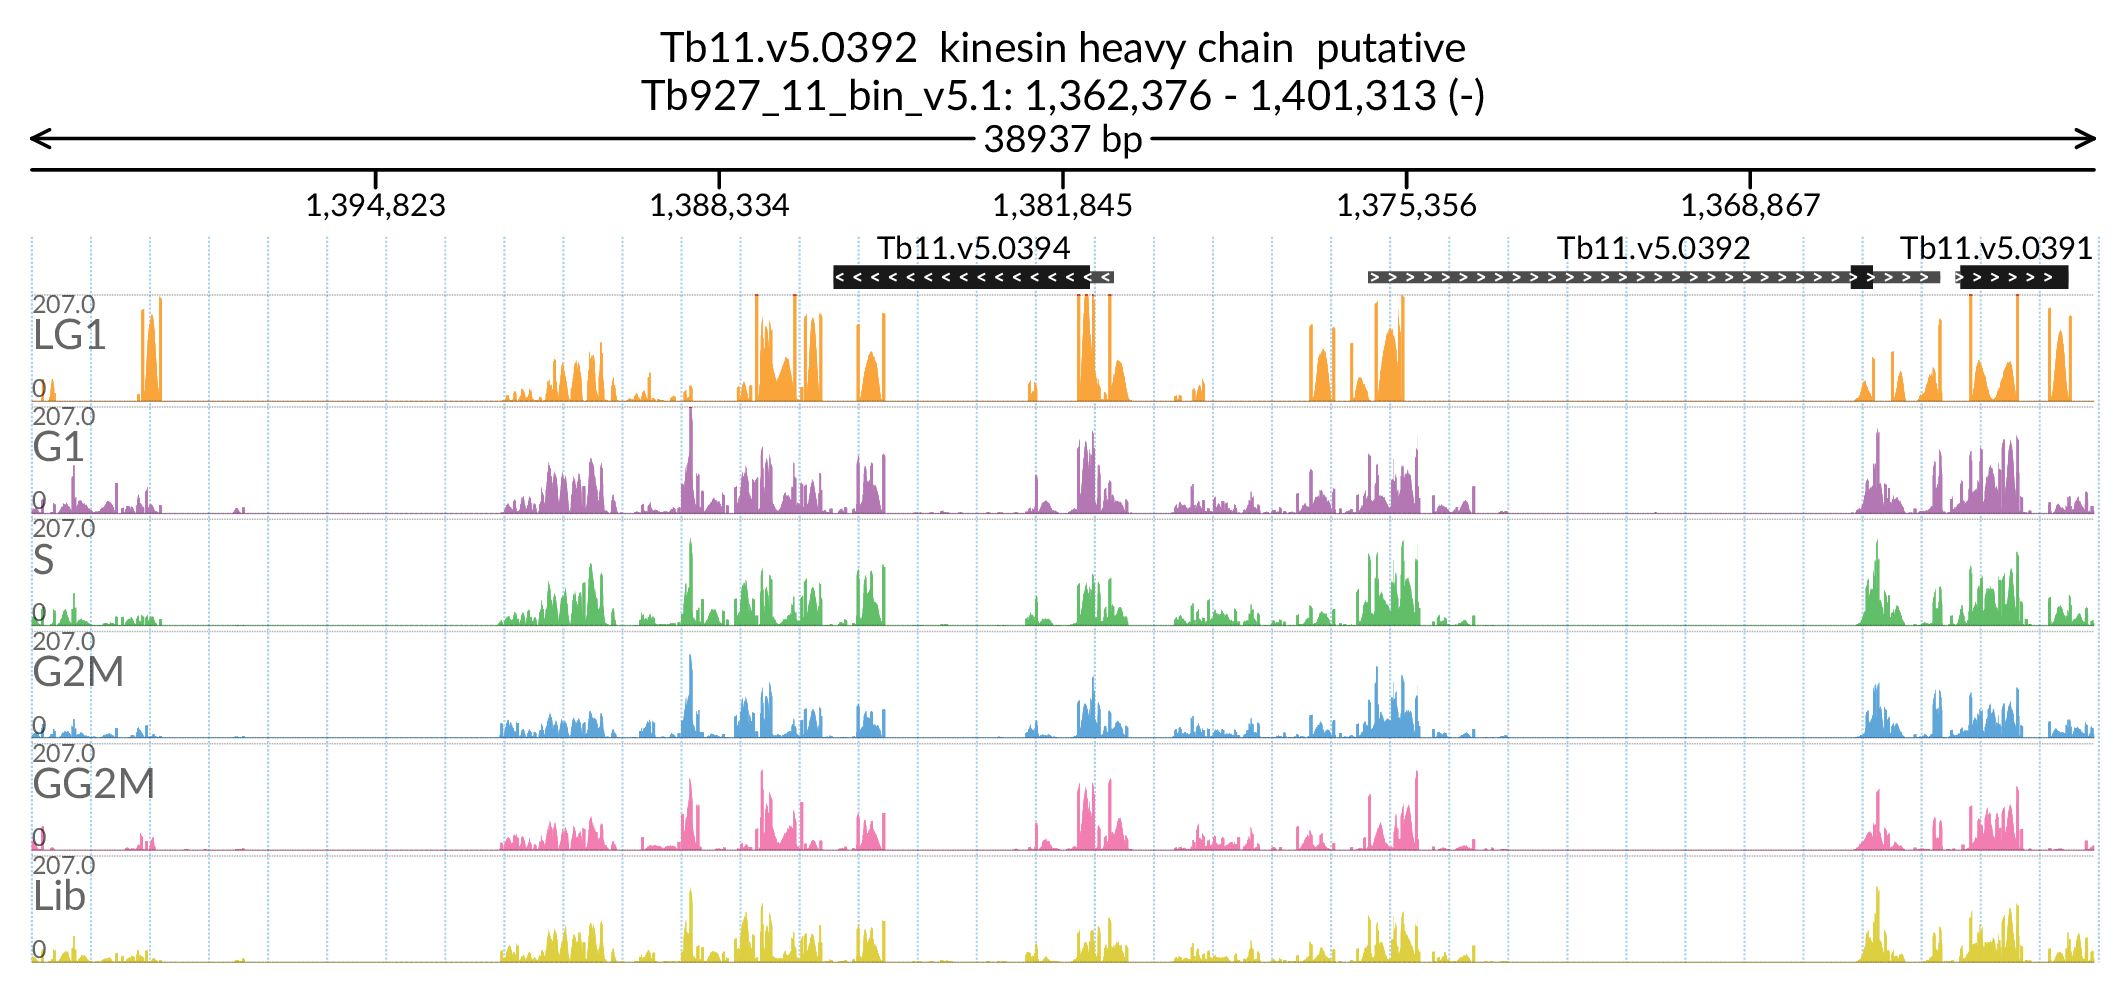 Tb11.v5.0392 kinesin heavy chain putative
Tb927_11_bin_v5.1: 1,362,376 - 1,401,313 (-)
38937 bp
1,394,823 1,388,334 1,381,845 1,375,356 1,368,867
Tb11.v5.0394 Tb11.v5.0392 Tb11.v5.0391
207.0
LG1
0
207.0
G1
0
207.0
S
0
207.0
G2M
0
207.0
GG2M
0
207.0
Lib
0